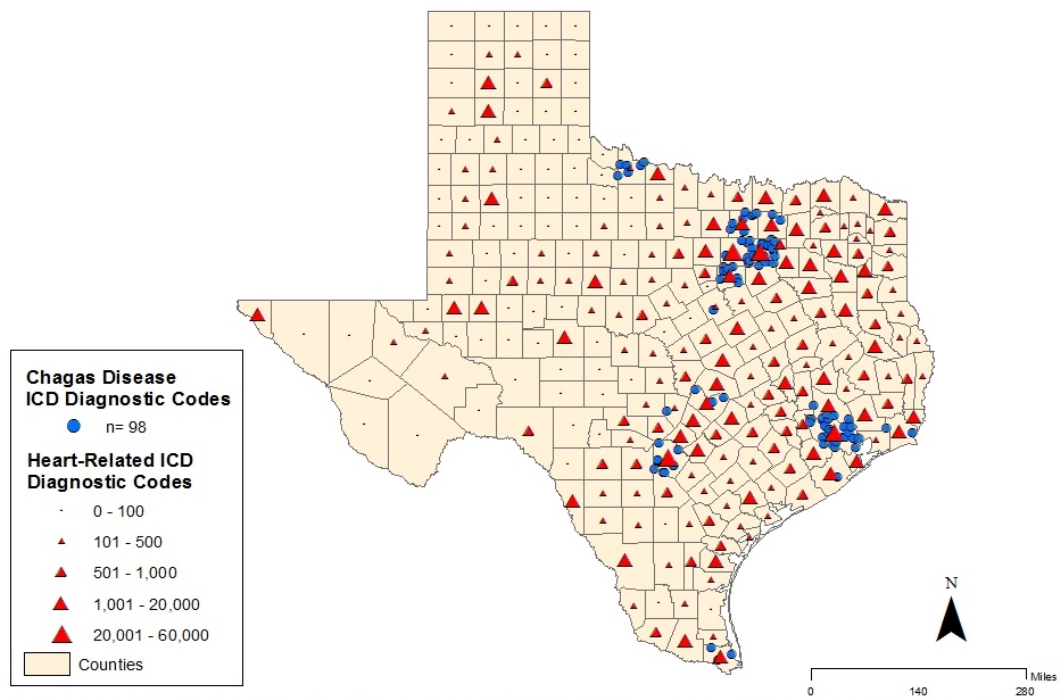 Chagas Disease
ICD Diagnostic Codes
n= 98
Heart-Related ICD
Diagnostic Codes
0 - 100
101 - 500
501 - 1,000
1,001 - 20,000
20,001 - 60,000
Counties
N
Miles
0 140 280